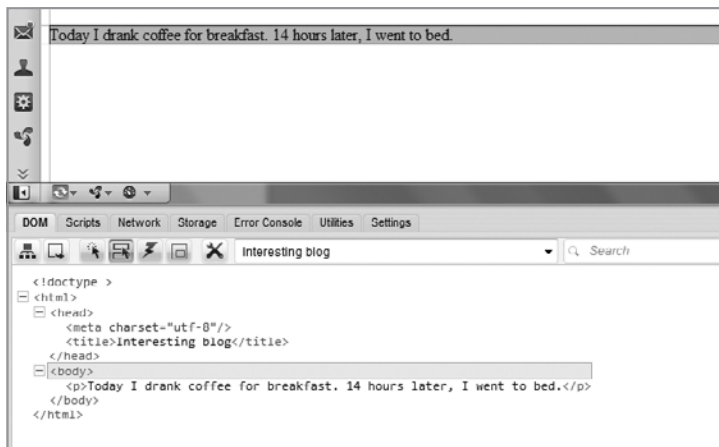 Today I drank coffee for breakfast. 14 hours later, I went to bed.
DOM Scripts Network Storage Error Console Utilities Settings
Interesting blog Search
<!doctype >
<html>
<head>
<meta charset="utf-8"/>
<title>Interesting blog</title>
</head>
<body>
<p>Today I drank coffee for breakfast. 14 hours later, I went to bed.</p>
</body>
</html>